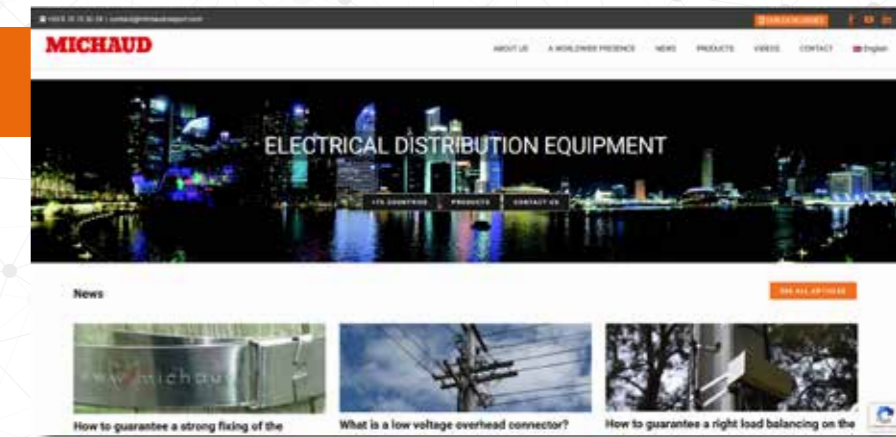 MICHAUD
ABOUT US A WORLDWIDE PRESENCE NEWS PRODUCTS VIDEOS CONTACT English
ELECTRICAL DISTRIBUTION EQUIPMENT
COUNTRIES PRODUCTS CONTACT US
News
SEE ALL ARTICLES
michaud
How to guarantee a strong fixing of the
What is a low voltage overhead connector?
How to guarantee a right load balancing on the